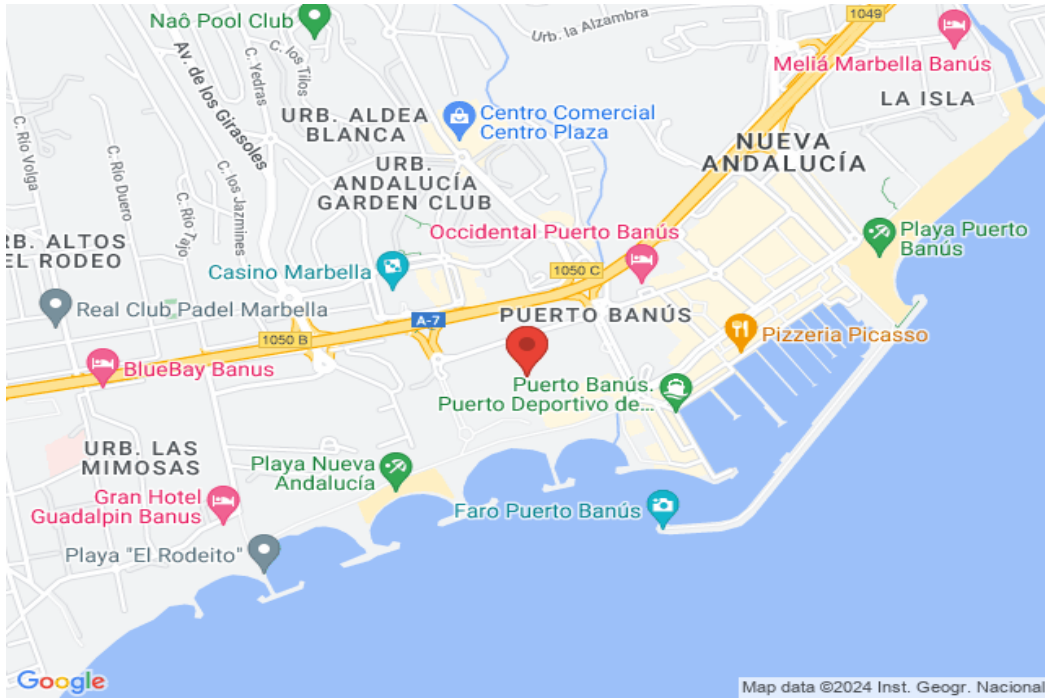 Naô Pool Club
1049
Urb. la Alzambra
Meliá Marbella Banús
Av. de los Girasoles
C. Yedras
C. los Tilos
LA ISLA
URB. ALDEA
BLANCA
Centro Comercial
Centro Plaza
NUEVA
ANDALUCÍA
C. Río Volga
C. Río Duero
C. Río Tajo
C. los Jazmines
URB.
ANDALUCÍA
GARDEN CLUB
RB. ALTOS
EL RODEO
Occidental Puerto Banús
Playa Puerto
Banús
Casino Marbella
1050 C
Real Club Padel Marbella
A-7
PUERTO BANÚS
1050 B
Pizzeria Picasso
BlueBay Banus
Puerto Banús.
Puerto Deportivo de...
URB. LAS
MIMOSAS
Playa Nueva
Andalucía
Gran Hotel
Guadalpin Banus
Faro Puerto Banús
Playa "El Rodeito"
Google
Map data ©2024 Inst. Geogr. Nacional